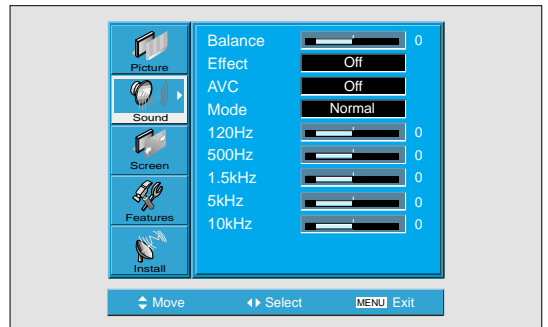 Picture
Sound
Screen
Features
Install
Balance 0
Effect Off
AVC Off
Mode Normal
120Hz 0
500Hz 0
1.5kHz 0
5kHz 0
10kHz 0
Move Select MENU Exit